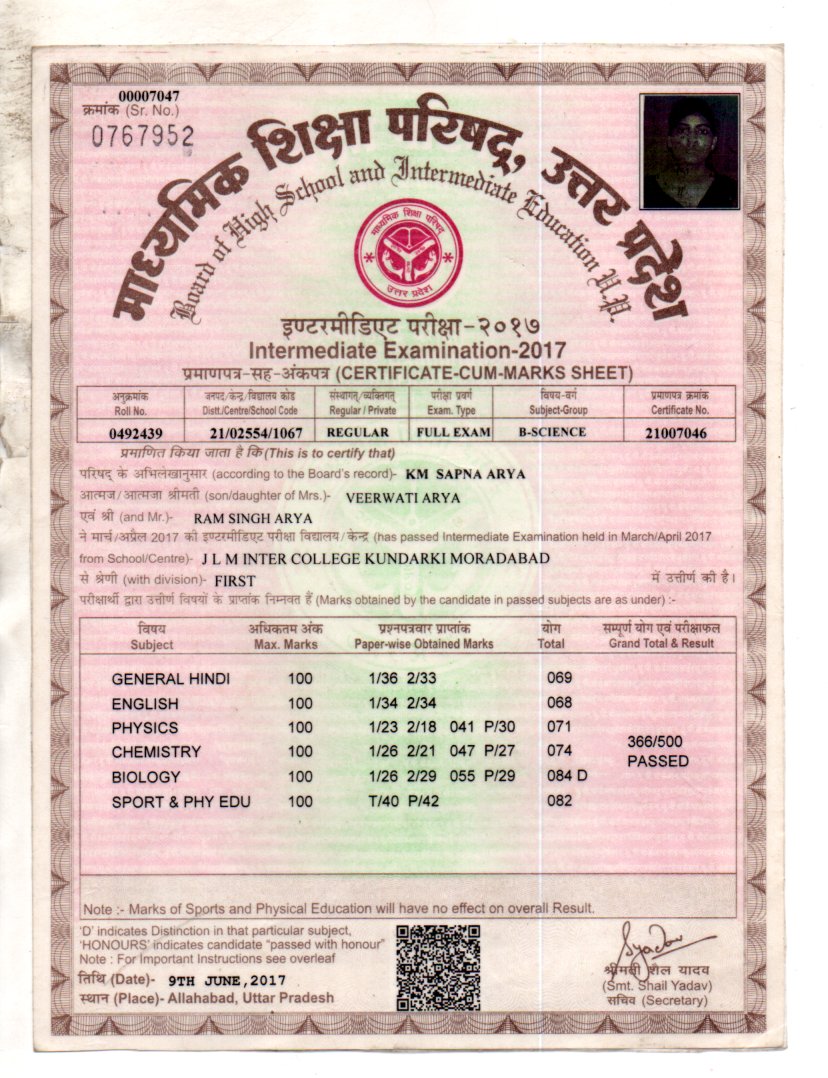 00007047
क्रमांक (Sr. No.)
0767952
माध्यमिक शिक्षा परिषद्, उत्तर प्रदेश
Board of High School and Intermediate Education U.P.
माध्यमिक शिक्षा परिषद्
उत्तर प्रदेश
इण्टरमीडिएट परीक्षा-२०१७
Intermediate Examination-2017
प्रमाणपत्र-सह-अंकपत्र (CERTIFICATE-CUM-MARKS SHEET)
अनुक्रमांक जनपद/केन्द्र/विद्यालय कोड संस्थागत/व्यक्तिगत परीक्षा प्रवर्ग विषय-वर्ग प्रमाणपत्र क्रमांक
Roll No. Distt./Centre/School Code Regular / Private Exam. Type Subject-Group Certificate No.
0492439 21/02554/1067 REGULAR FULL EXAM B-SCIENCE 21007046
प्रमाणित किया जाता है कि (This is to certify that)
परिषद् के अभिलेखानुसार (according to the Board's record)- KM SAPNA ARYA
आत्मज/आत्मजा श्रीमती (son/daughter of Mrs.)- VEERWATI ARYA
एवं श्री (and Mr.)- RAM SINGH ARYA
ने मार्च/अप्रैल 2017 की इण्टरमीडिएट परीक्षा विद्यालय/केन्द्र (has passed Intermediate Examination held in March/April 2017
from School/Centre)- J L M INTER COLLEGE KUNDARKI MORADABAD
से श्रेणी (with division)- FIRST में उत्तीर्ण की है।
परीक्षार्थी द्वारा उत्तीर्ण विषयों के प्राप्तांक निम्नवत हैं (Marks obtained by the candidate in passed subjects are as under) :-
विषय अधिकतम अंक प्रश्नपत्रवार प्राप्तांक योग सम्पूर्ण योग एवं परीक्षाफल
Subject Max. Marks Paper-wise Obtained Marks Total Grand Total & Result
GENERAL HINDI 100 1/36 2/33 069
ENGLISH 100 1/34 2/34 068
PHYSICS 100 1/23 2/18 041 P/30 071
366/500
CHEMISTRY 100 1/26 2/21 047 P/27 074
PASSED
BIOLOGY 100 1/26 2/29 055 P/29 084 D
SPORT & PHY EDU 100 T/40 P/42 082
Note :- Marks of Sports and Physical Education will have no effect on overall Result.
'D' indicates Distinction in that particular subject,
'HONOURS' indicates candidate "passed with honour"
Note : For Important Instructions see overleaf
तिथि (Date)- 9TH JUNE,2017
स्थान (Place)- Allahabad, Uttar Pradesh
Syadav
श्रीमती शैल यादव
(Smt. Shail Yadav)
सचिव (Secretary)